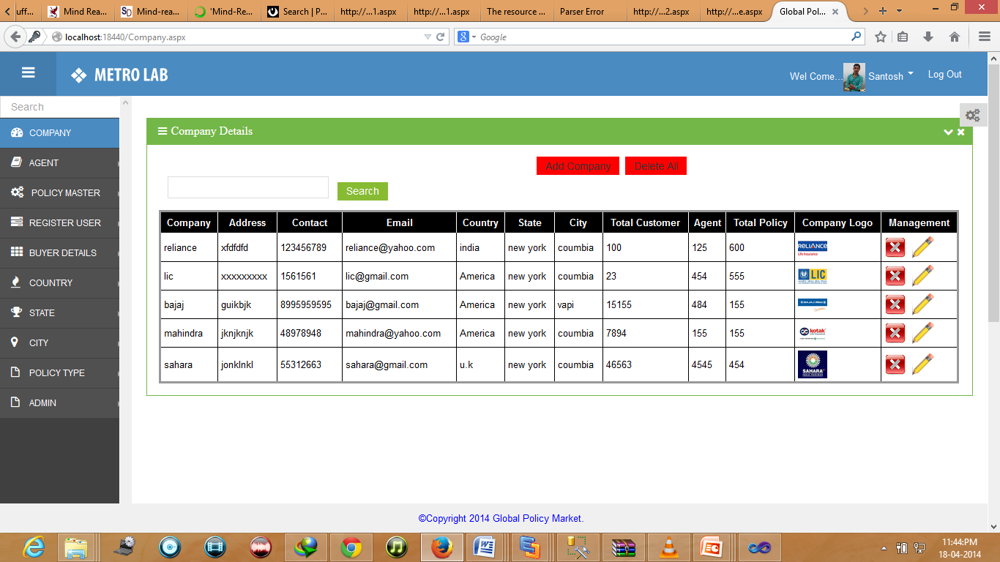 uff...
Mind Rea...
Mind-rea...
'Mind-Re...
Search | P...
http://...1.aspx
http://...1.aspx
The resource ...
Parser Error
http://...2.aspx
http://...e.aspx
Global Pol...
localhost:18440/Company.aspx
Google
METRO LAB
Wel Come... Santosh
Log Out
Search
COMPANY
AGENT
POLICY MASTER
REGISTER USER
BUYER DETAILS
COUNTRY
STATE
CITY
POLICY TYPE
ADMIN
Company Details
Add Company Delete All
Search
Company Address Contact Email Country State City Total Customer Agent Total Policy Company Logo Management
reliance xfdfdfd 123456789 reliance@yahoo.com india new york coumbia 100 125 600 RELIANCE
Life Insurance
lic xxxxxxxxx 1561561 lic@gmail.com America new york coumbia 23 454 555 LIC
bajaj guikbjk 8995959595 bajaj@gmail.com America new york vapi 15155 484 155
mahindra jknjknjk 48978948 mahindra@yahoo.com America new york coumbia 7894 155 155 kotak
sahara jonklnkl 55312663 sahara@gmail.com u.k new york coumbia 46563 4545 454 SAHARA
©Copyright 2014 Global Policy Market.
11:44PM
18-04-2014